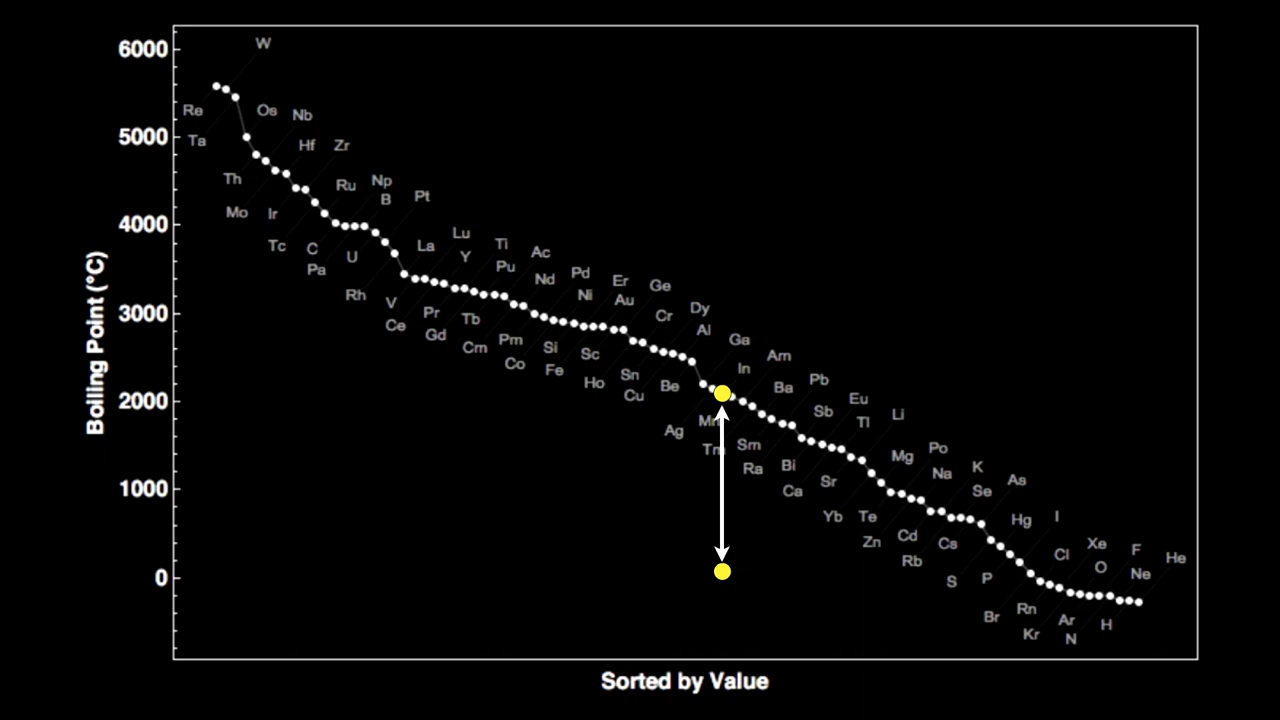 6000
5000
4000
3000
2000
1000
0
Boiling Point (°C)
Sorted by Value
W
Re
Ta
Os
Nb
Th
Hf
Zr
Mo
Ir
Ru
Np
B
Pt
Tc
C
Pa
U
Rh
La
Lu
Y
V
Ce
Pr
Gd
Ti
Pu
Tb
Cm
Ac
Nd
Pm
Co
Pd
Ni
Si
Fe
Er
Au
Sc
Ho
Ge
Cr
Sn
Cu
Dy
Al
Be
Ag
Ga
In
Mn
Tm
Am
Ba
Sm
Ra
Pb
Sb
Bi
Ca
Eu
Tl
Sr
Yb
Li
Mg
Te
Zn
Po
Na
Cd
Rb
K
Se
Cs
S
As
Hg
P
Br
I
Cl
Rn
Kr
Xe
O
Ar
N
F
Ne
H
He